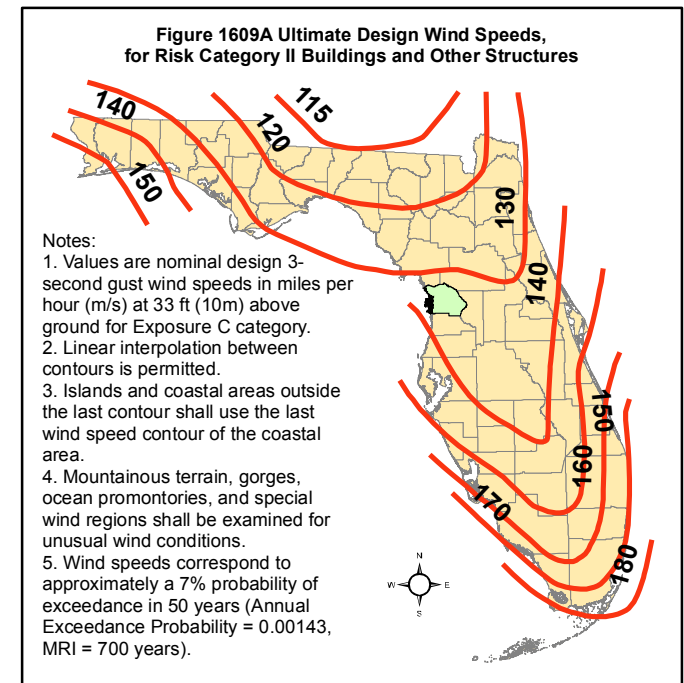 Figure 1609A Ultimate Design Wind Speeds,
for Risk Category II Buildings and Other Structures
115
140
120
150
130
140
Notes:
1. Values are nominal design 3-
second gust wind speeds in miles per
hour (m/s) at 33 ft (10m) above
ground for Exposure C category.
2. Linear interpolation between
contours is permitted.
3. Islands and coastal areas outside
the last contour shall use the last
wind speed contour of the coastal
area.
4. Mountainous terrain, gorges,
ocean promontories, and special
wind regions shall be examined for
unusual wind conditions.
5. Wind speeds correspond to
approximately a 7% probability of
exceedance in 50 years (Annual
Exceedance Probability = 0.00143,
MRI = 700 years).
150
160
170
180
N
W E
S